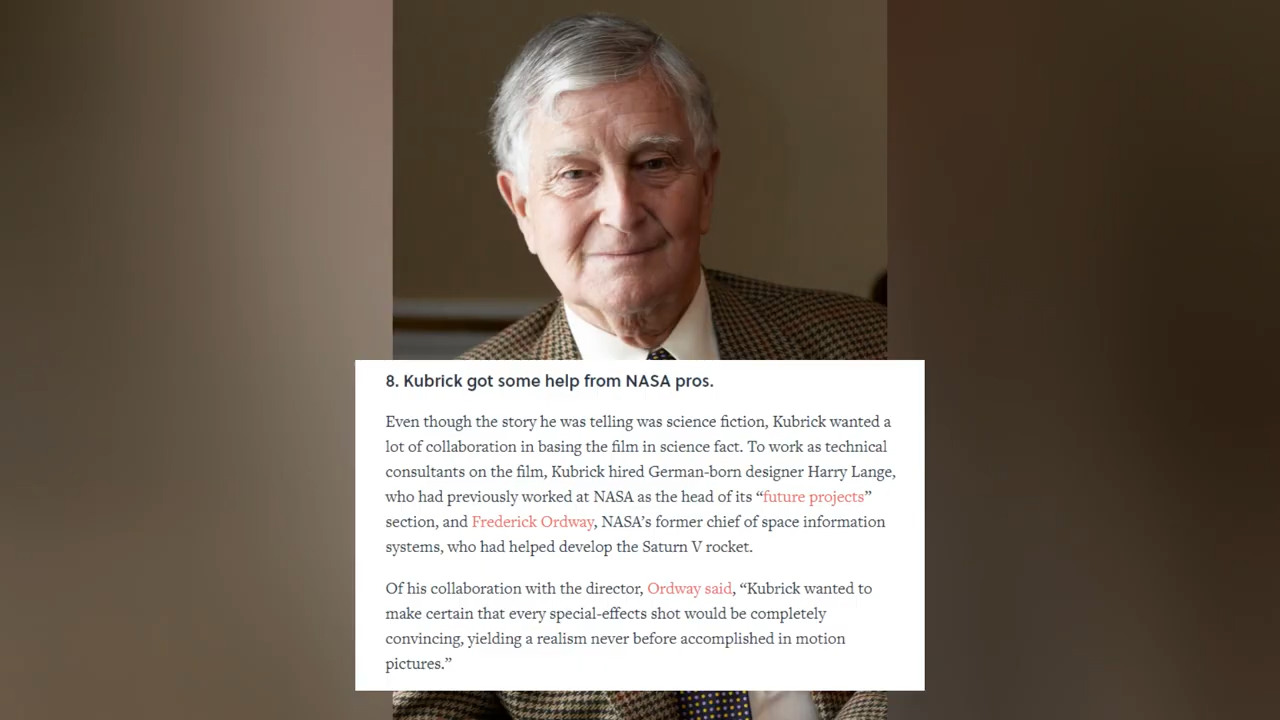 8. Kubrick got some help from NASA pros.
Even though the story he was telling was science fiction, Kubrick wanted a
lot of collaboration in basing the film in science fact. To work as technical
consultants on the film, Kubrick hired German-born designer Harry Lange,
who had previously worked at NASA as the head of its “future projects”
section, and Frederick Ordway, NASA’s former chief of space information
systems, who had helped develop the Saturn V rocket.
Of his collaboration with the director, Ordway said, “Kubrick wanted to
make certain that every special-effects shot would be completely
convincing, yielding a realism never before accomplished in motion
pictures.”